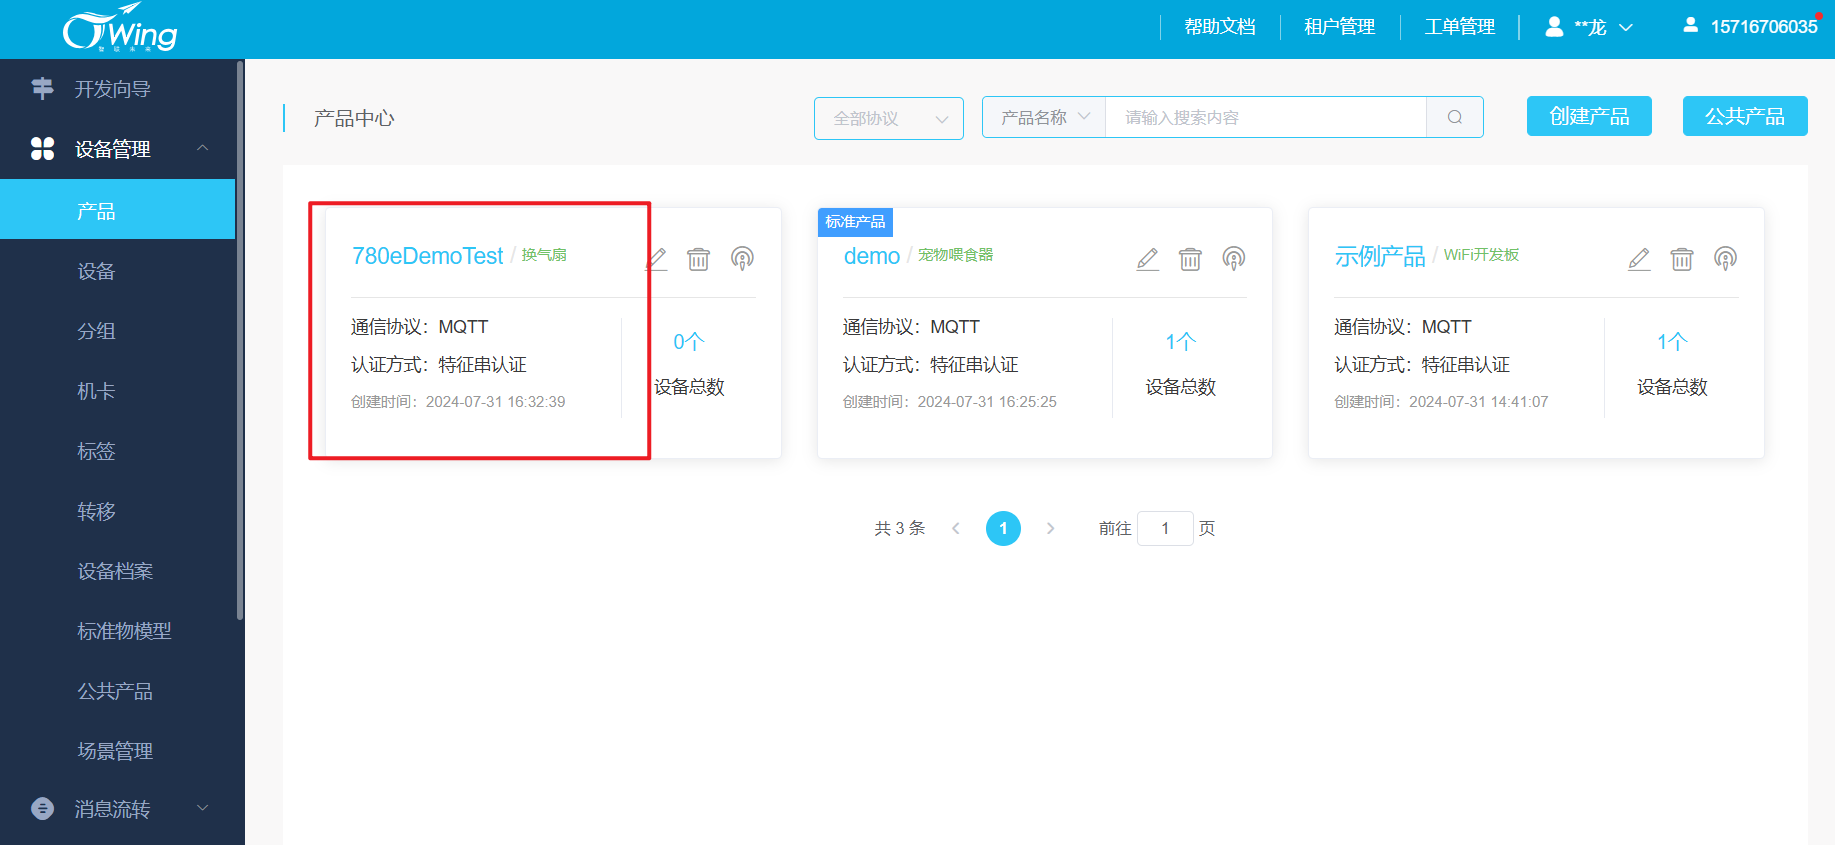 Wing
智联未来
帮助文档
租户管理
工单管理
**龙
15716706035
开发向导
设备管理
产品
设备
分组
机卡
标签
转移
设备档案
标准物模型
公共产品
场景管理
消息流转
产品中心
全部协议
产品名称
请输入搜索内容
创建产品
公共产品
780eDemoTest / 换气扇
通信协议：MQTT
认证方式：特征串认证
创建时间：2024-07-31 16:32:39
0个
设备总数
标准产品
demo / 宠物喂食器
通信协议：MQTT
认证方式：特征串认证
创建时间：2024-07-31 16:25:25
1个
设备总数
示例产品 / WiFi开发板
通信协议：MQTT
认证方式：特征串认证
创建时间：2024-07-31 14:41:07
1个
设备总数
共 3 条
1
前往 1 页